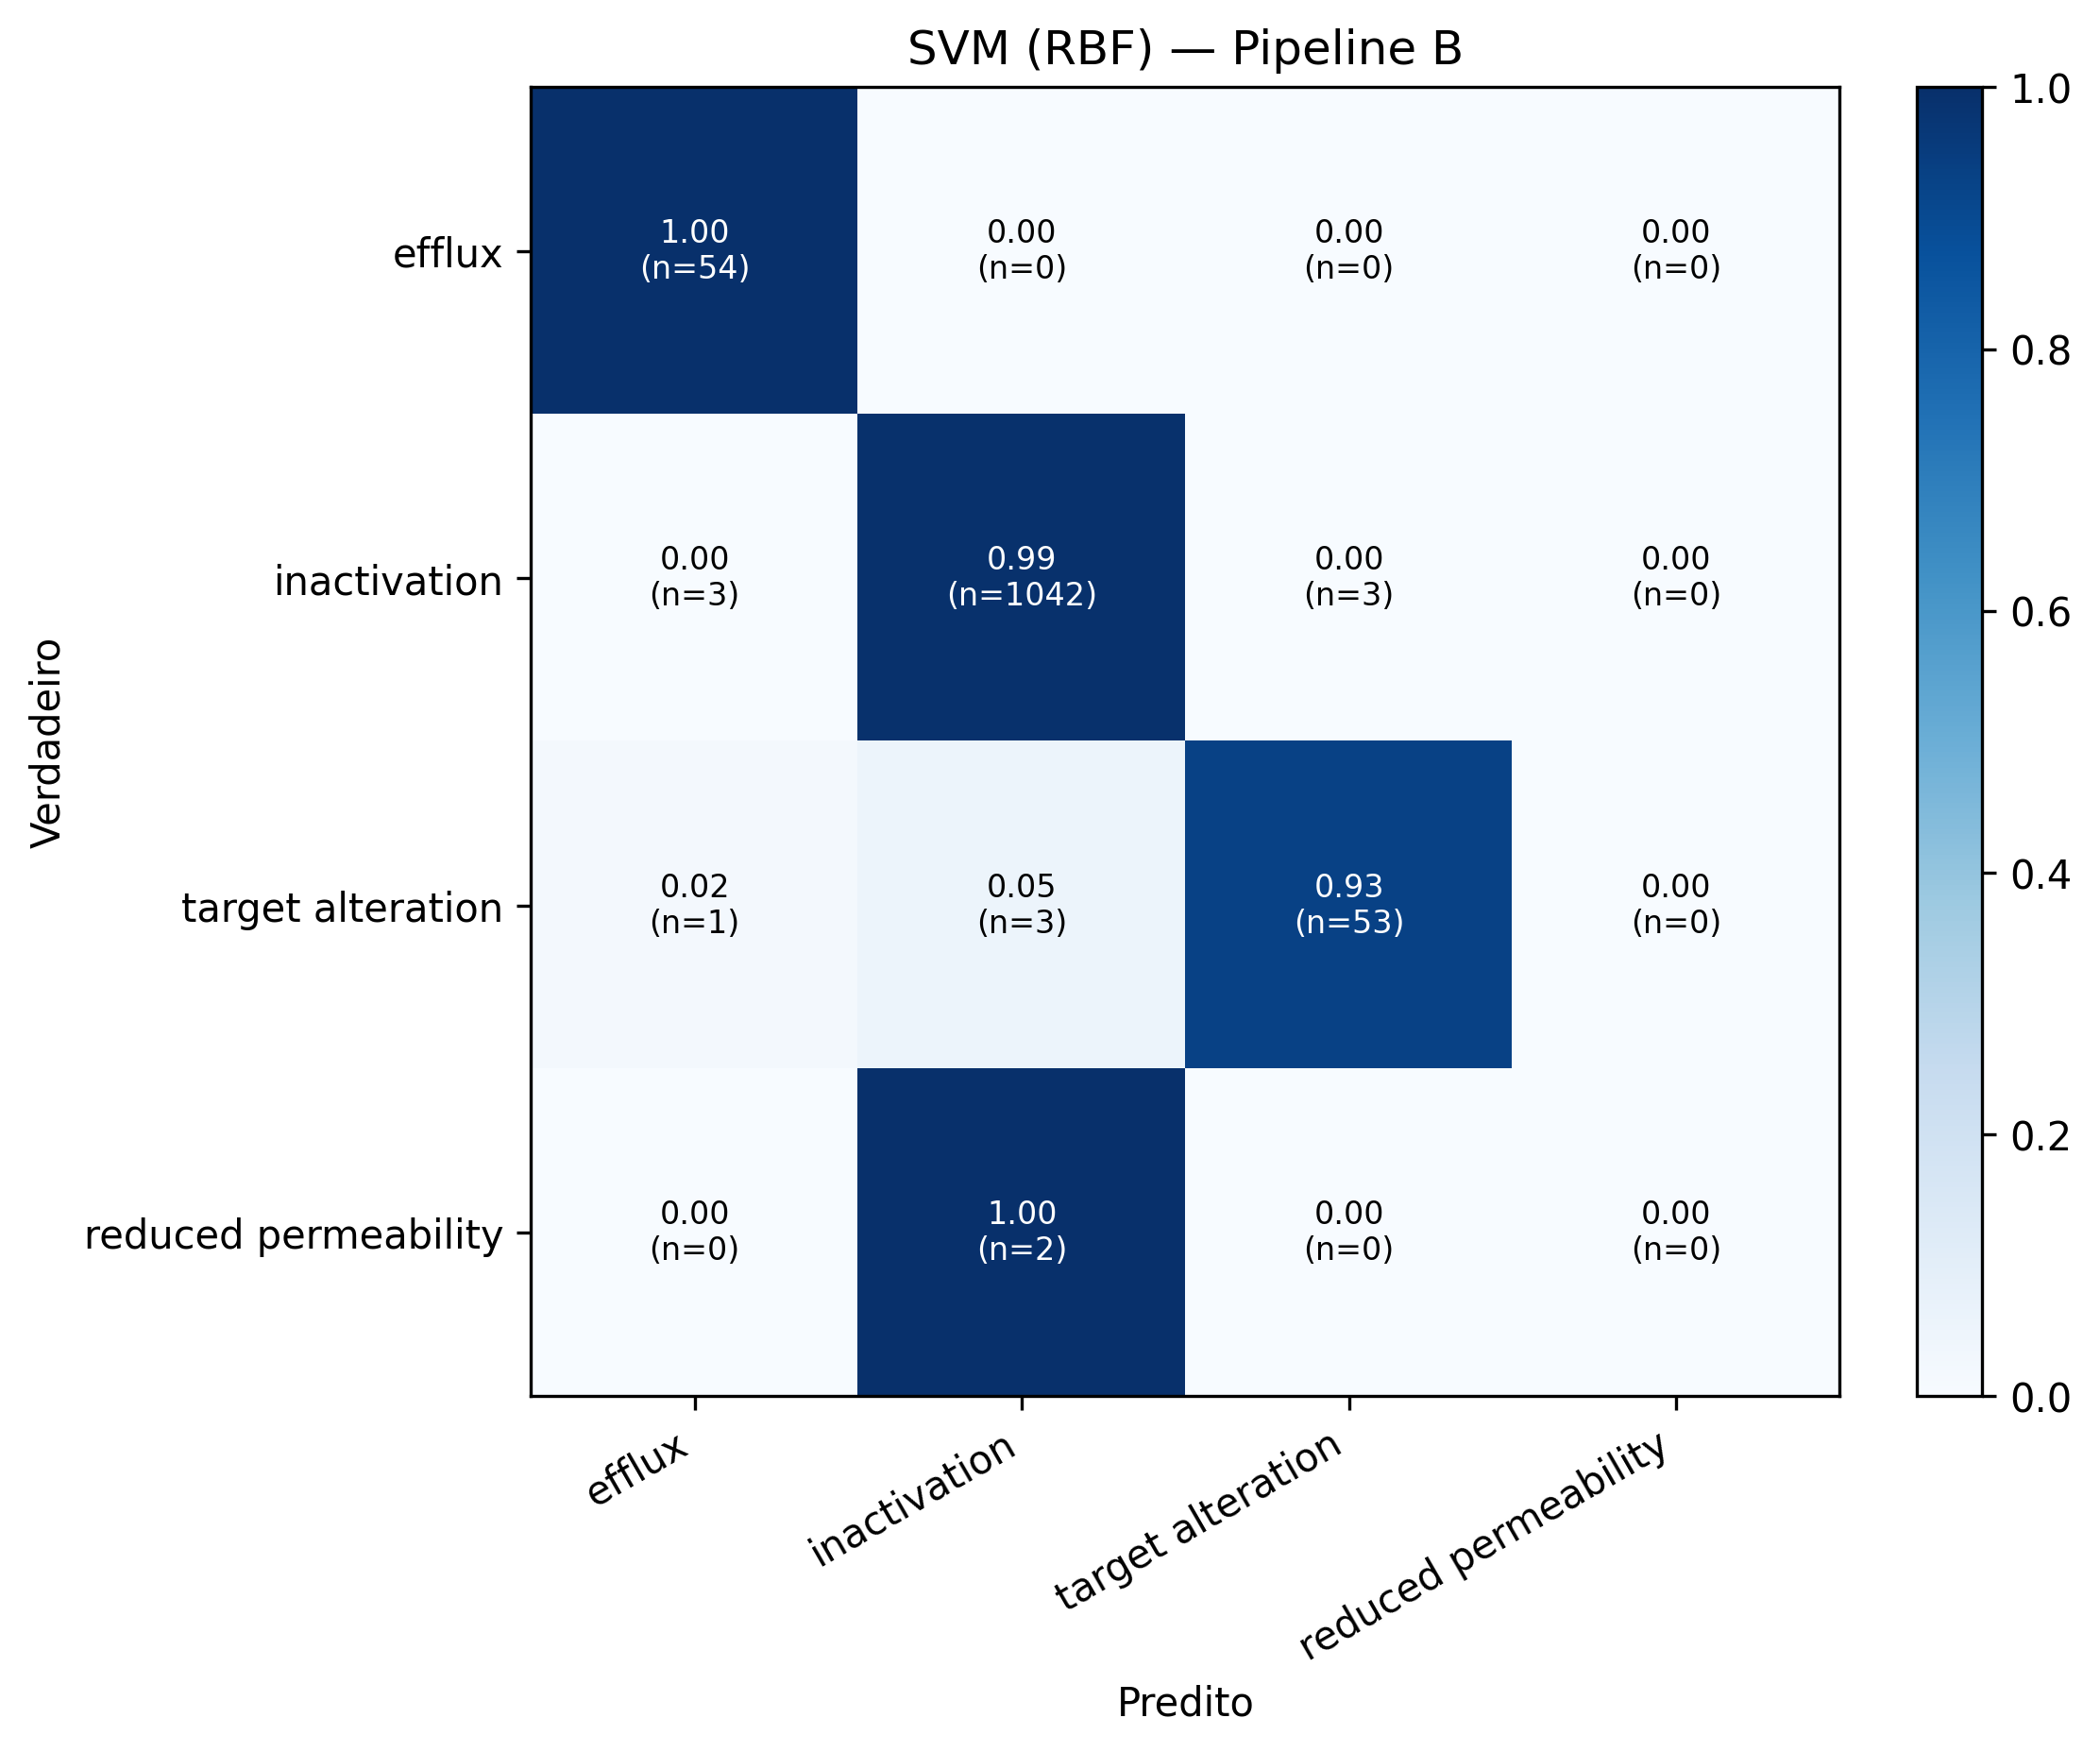 SVM (RBF) — Pipeline B
Verdadeiro
efflux
1.00
(n=54)
0.00
(n=0)
0.00
(n=0)
0.00
(n=0)
inactivation
0.00
(n=3)
0.99
(n=1042)
0.00
(n=3)
0.00
(n=0)
target alteration
0.02
(n=1)
0.05
(n=3)
0.93
(n=53)
0.00
(n=0)
reduced permeability
0.00
(n=0)
1.00
(n=2)
0.00
(n=0)
0.00
(n=0)
efflux
inactivation
target alteration
reduced permeability
Predito
1.0
0.8
0.6
0.4
0.2
0.0